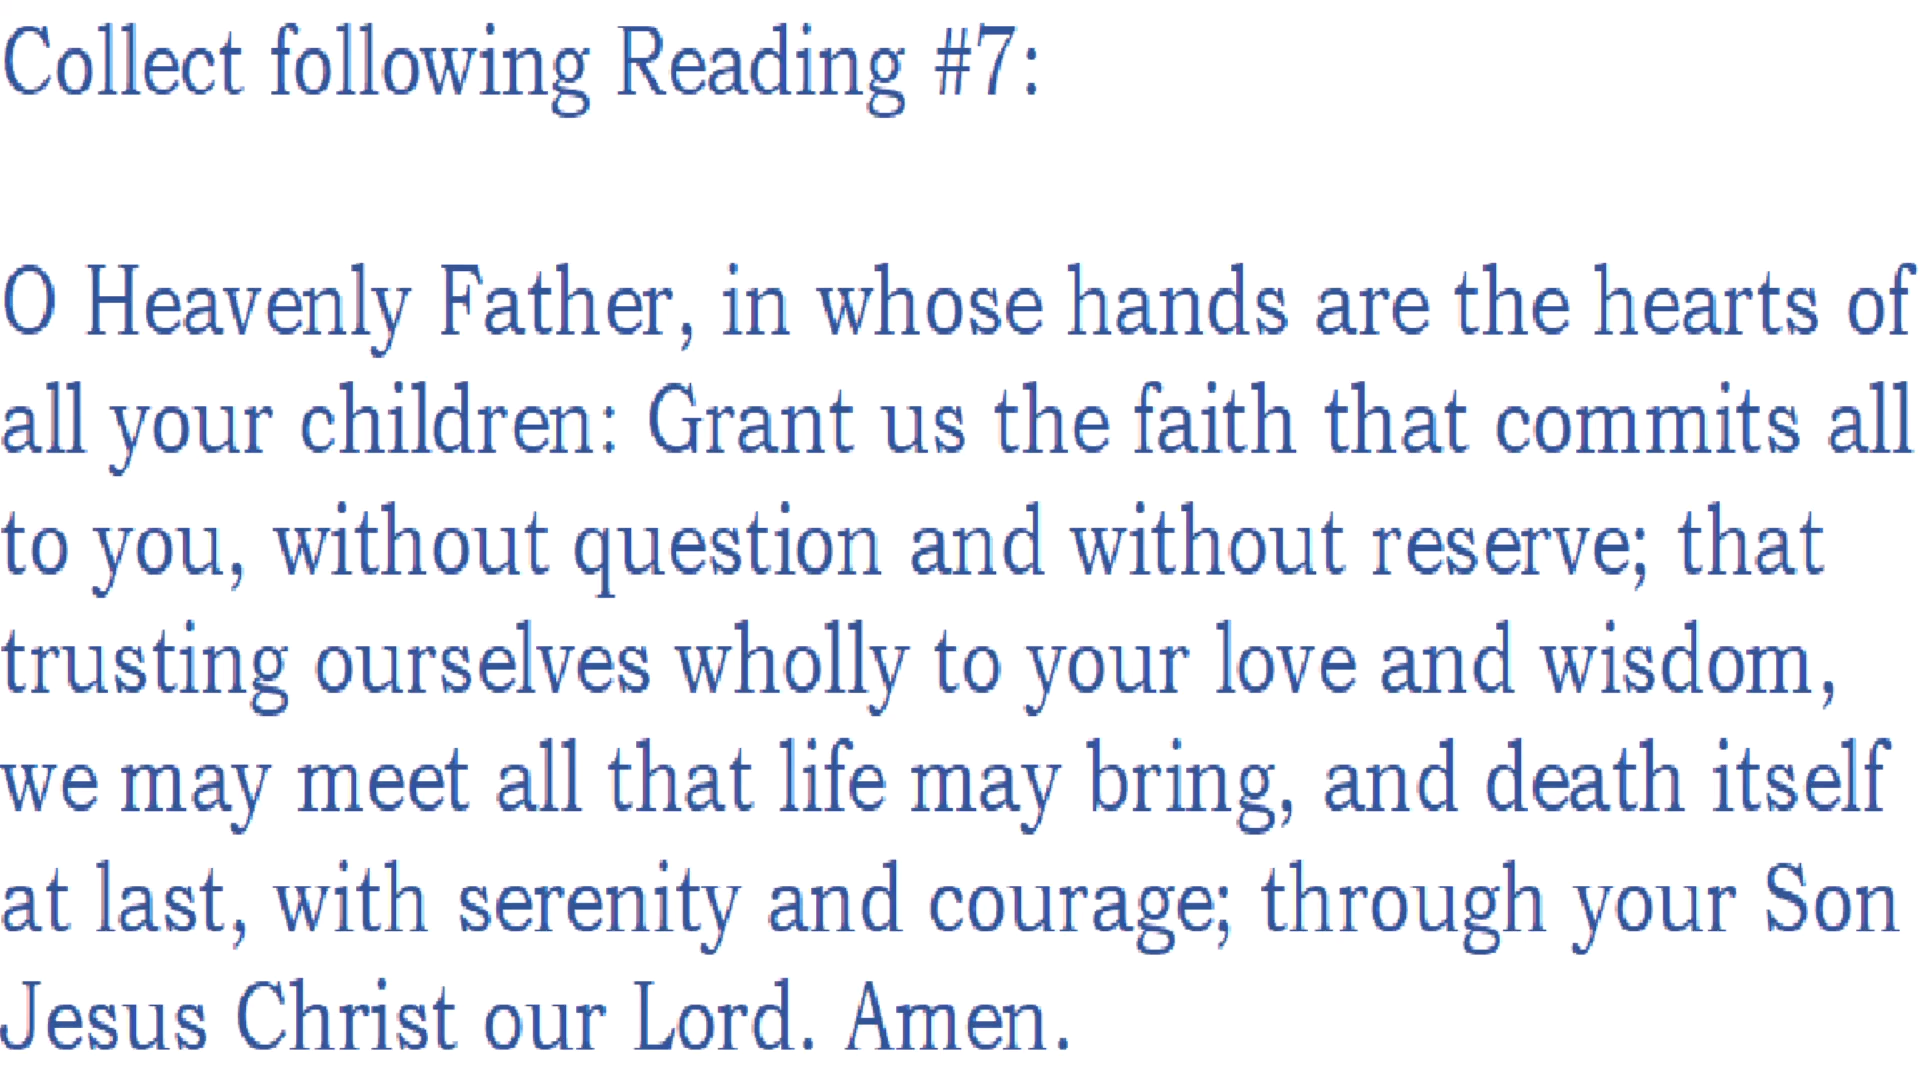 Collect following Reading #7:
O Heavenly Father, in whose hands are the hearts of
all your children: Grant us the faith that commits all
to you, without question and without reserve; that
trusting ourselves wholly to your love and wisdom,
we may meet all that life may bring, and death itself
at last, with serenity and courage; through your Son
Jesus Christ our Lord. Amen.